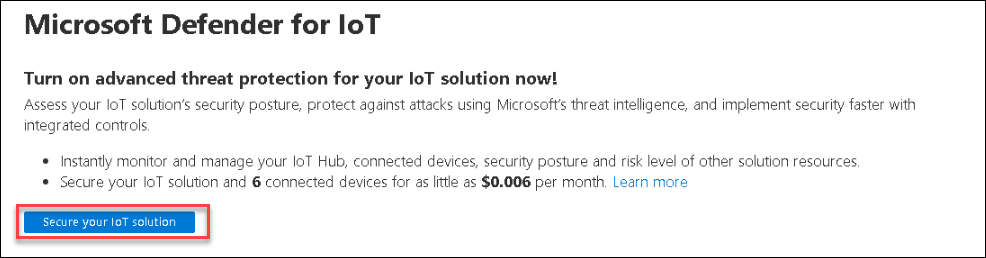 Microsoft Defender for IoT
Turn on advanced threat protection for your IoT solution now!
Assess your IoT solution's security posture, protect against attacks using Microsoft's threat intelligence, and implement security faster with
integrated controls.
• Instantly monitor and manage your IoT Hub, connected devices, security posture and risk level of other solution resources.
• Secure your IoT solution and 6 connected devices for as little as $0.006 per month. Learn more
Secure your IoT solution